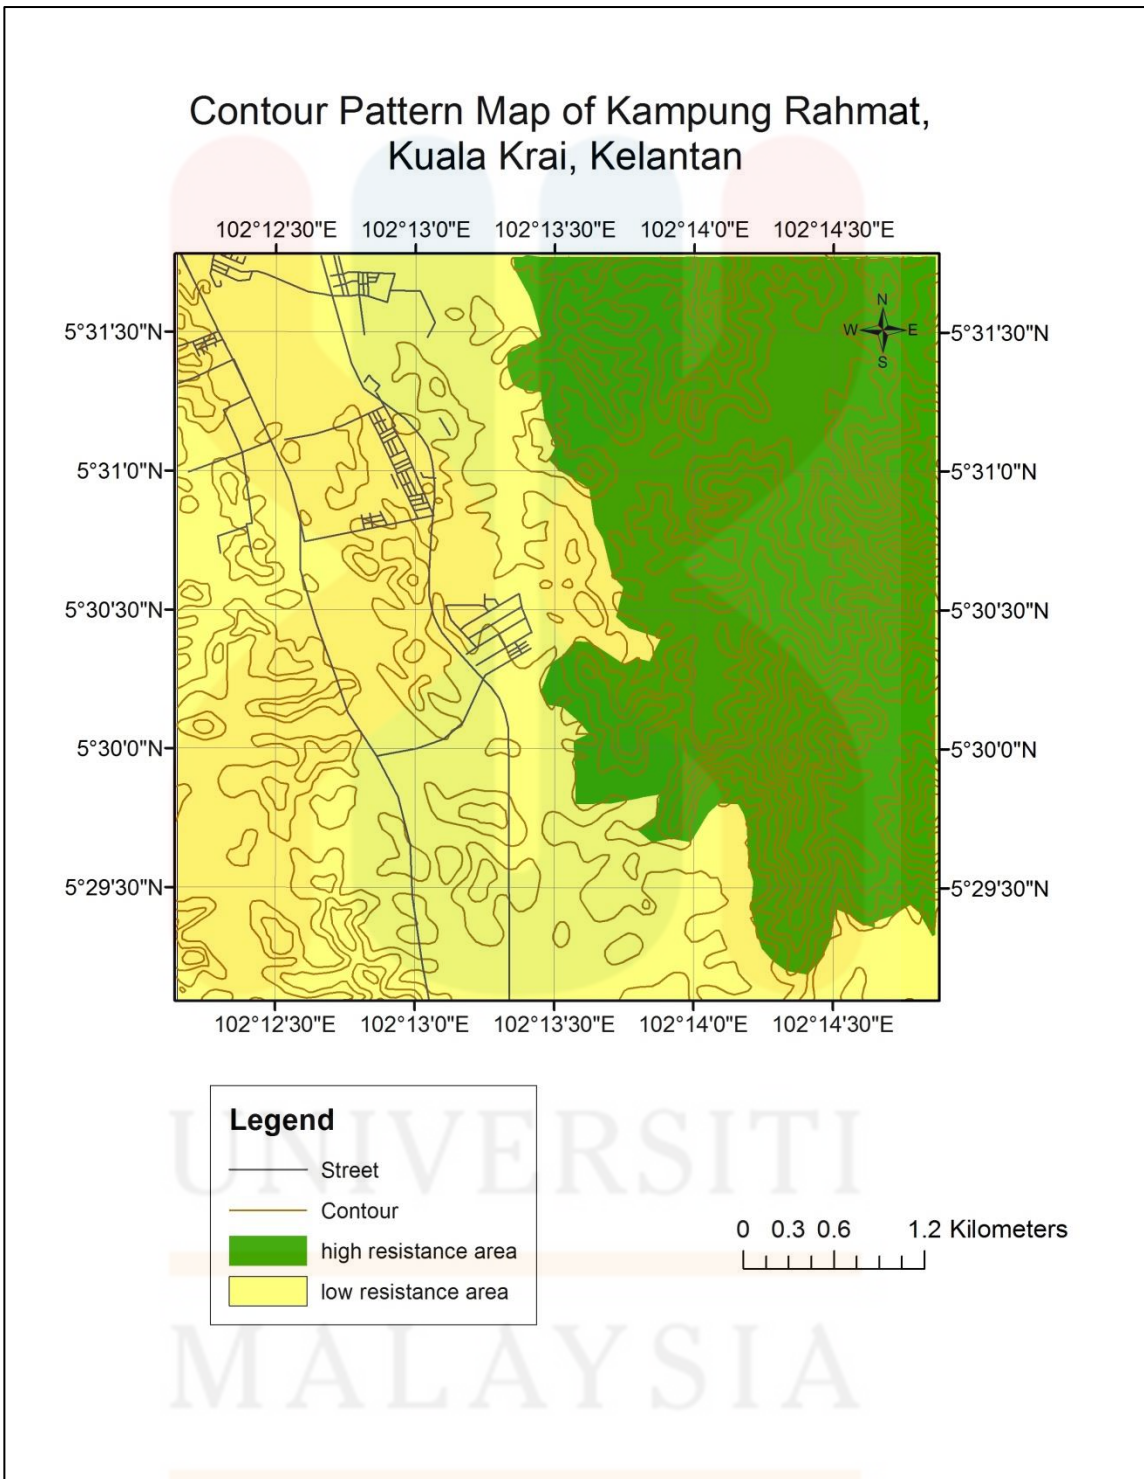 Contour Pattern Map of Kampung Rahmat,
Kuala Krai, Kelantan
102°12'30"E 102°13'0"E 102°13'30"E 102°14'0"E 102°14'30"E
N
5°31'30"N W E 5°31'30"N
S
5°31'0"N 5°31'0"N
5°30'30"N 5°30'30"N
5°30'0"N 5°30'0"N
5°29'30"N 5°29'30"N
102°12'30"E 102°13'0"E 102°13'30"E 102°14'0"E 102°14'30"E
Legend
Street
Contour
high resistance area
low resistance area
0 0.3 0.6 1.2 Kilometers
UNIVERSITI
MALAYSIA